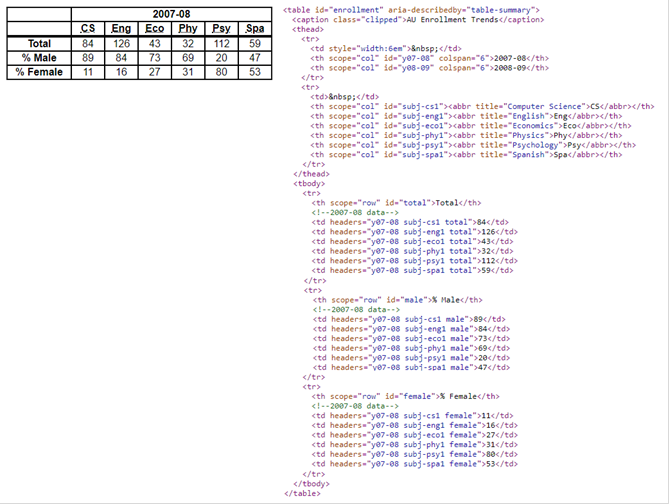 2007-08
CS Eng Eco Phy Psy Spa
Total 84 126 43 32 112 59
% Male 89 84 73 69 20 47
% Female 11 16 27 31 80 53
<table id="enrollment" aria-describedby="table-summary">
<caption class="clipped">AU Enrollment Trends</caption>
<thead>
<tr>
<td style="width:6em">&nbsp;</td>
<th scope="col" id="y07-08" colspan="6">2007-08</th>
<th scope="col" id="y08-09" colspan="6">2008-09</th>
</tr>
<tr>
<td>&nbsp;</td>
<th scope="col" id="subj-cs1"><abbr title="Computer Science">CS</abbr></th>
<th scope="col" id="subj-eng1"><abbr title="English">Eng</abbr></th>
<th scope="col" id="subj-eco1"><abbr title="Economics">Eco</abbr></th>
<th scope="col" id="subj-phy1"><abbr title="Physics">Phy</abbr></th>
<th scope="col" id="subj-psy1"><abbr title="Psychology">Psy</abbr></th>
<th scope="col" id="subj-spa1"><abbr title="Spanish">Spa</abbr></th>
</tr>
</thead>
<tbody>
<tr>
<th scope="row" id="total">Total</th>
<!--2007-08 data-->
<td headers="y07-08 subj-cs1 total">84</td>
<td headers="y07-08 subj-eng1 total">126</td>
<td headers="y07-08 subj-eco1 total">43</td>
<td headers="y07-08 subj-phy1 total">32</td>
<td headers="y07-08 subj-psy1 total">112</td>
<td headers="y07-08 subj-spa1 total">59</td>
</tr>
<tr>
<th scope="row" id="male">% Male</th>
<!--2007-08 data-->
<td headers="y07-08 subj-cs1 male">89</td>
<td headers="y07-08 subj-eng1 male">84</td>
<td headers="y07-08 subj-eco1 male">73</td>
<td headers="y07-08 subj-phy1 male">69</td>
<td headers="y07-08 subj-psy1 male">20</td>
<td headers="y07-08 subj-spa1 male">47</td>
</tr>
<tr>
<th scope="row" id="female">% Female</th>
<!--2007-08 data-->
<td headers="y07-08 subj-cs1 female">11</td>
<td headers="y07-08 subj-eng1 female">16</td>
<td headers="y07-08 subj-eco1 female">27</td>
<td headers="y07-08 subj-phy1 female">31</td>
<td headers="y07-08 subj-psy1 female">80</td>
<td headers="y07-08 subj-spa1 female">53</td>
</tr>
</tbody>
</table>